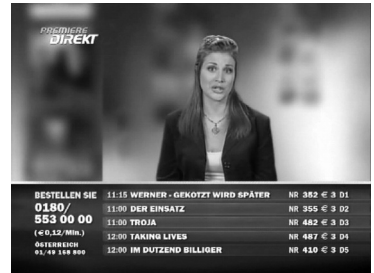 PREMIERE
DIREKT
BESTELLEN SIE
0180/
553 00 00
(€0,12/Min.)
ÖSTERREICH
01/49 168 800
11:15 WERNER - GEKOTZT WIRD SPÄTER NR 352 € 3 D1
11:00 DER EINSATZ NR 355 € 3 D2
11:00 TROJA NR 482 € 3 D3
12:00 TAKING LIVES NR 487 € 3 D4
12:00 IM DUTZEND BILLIGER NR 410 € 3 D5